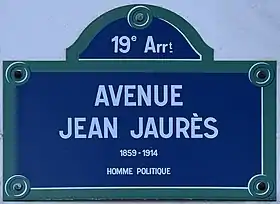 19e Arrt
AVENUE
JEAN JAURÈS
1859-1914
HOMME POLITIQUE